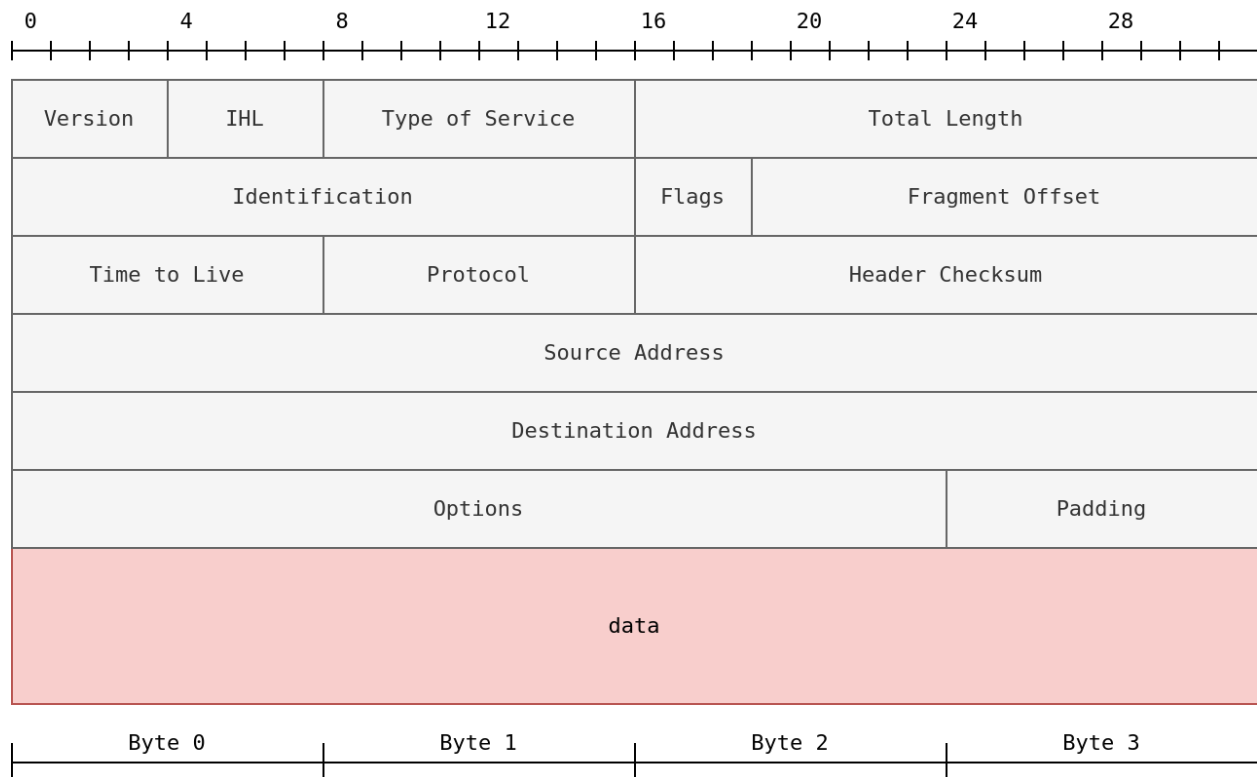 0 4 8 12 16 20 24 28
Version IHL Type of Service Total Length
Identification Flags Fragment Offset
Time to Live Protocol Header Checksum
Source Address
Destination Address
Options Padding
data
Byte 0 Byte 1 Byte 2 Byte 3